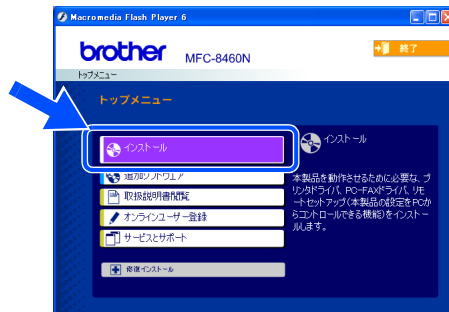 Macromedia Flash Player 6
brother
MFC-8460N
終了
トップメニュー
トップメニュー
インストール
追加ソフトウェア
取扱説明書閲覧
オンラインユーザー登録
サービスとサポート
修復インストール
インストール
本製品を動作させるために必要な、プ
リンタドライバ、PC-FAXドライバ、リモ
ートセットアップ(本製品の設定をPCか
らコントロールできる機能)をインストー
ルします。